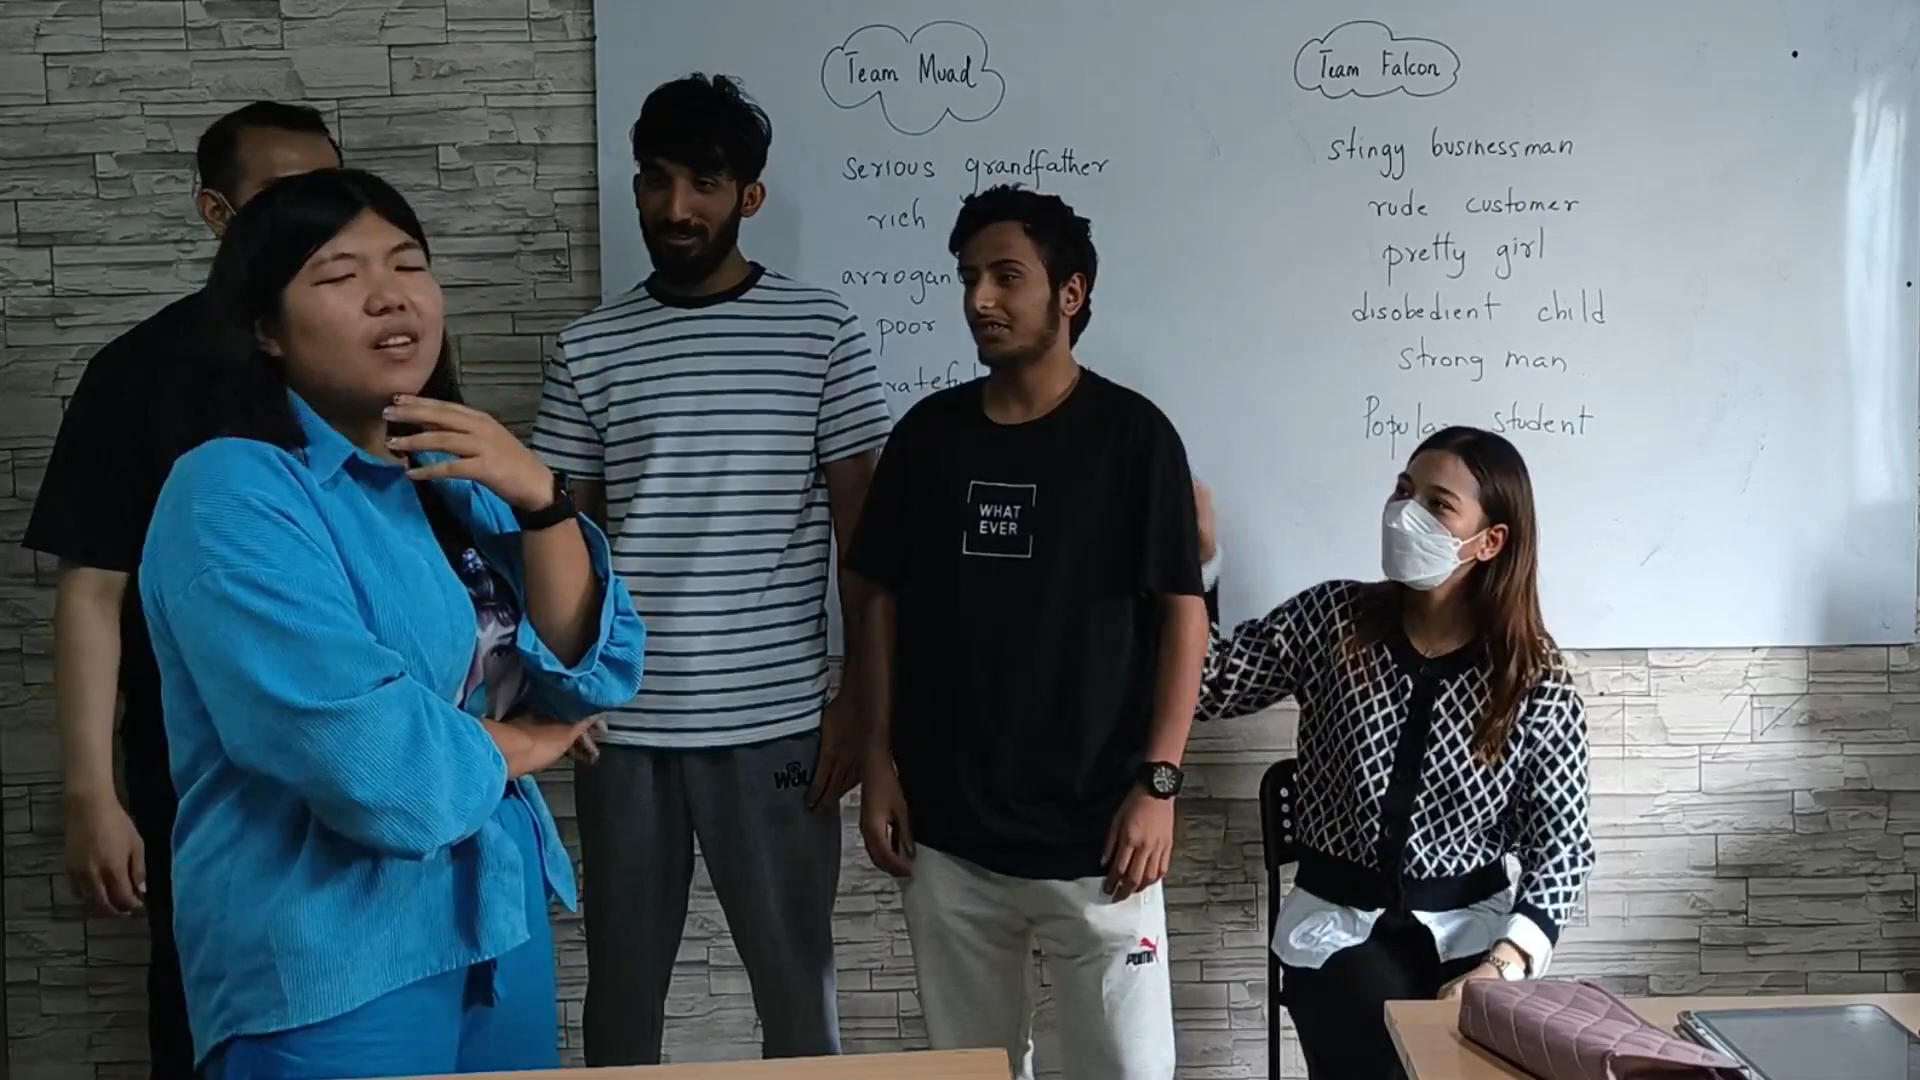 Team Muad
serious grandfather
rich
arrogan
poor
Team Falcon
stingy businessman
rude customer
pretty girl
disobedient child
strong man
Popula student
WHAT
EVER
PUMA